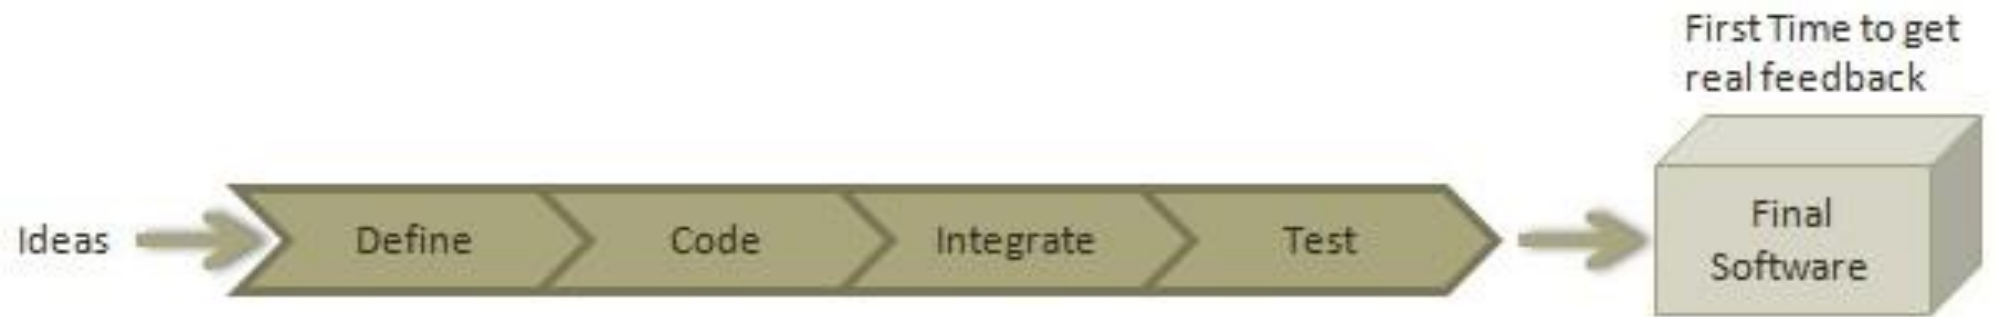 First Time to get
real feedback
Ideas
Define
Code
Integrate
Test
Final
Software